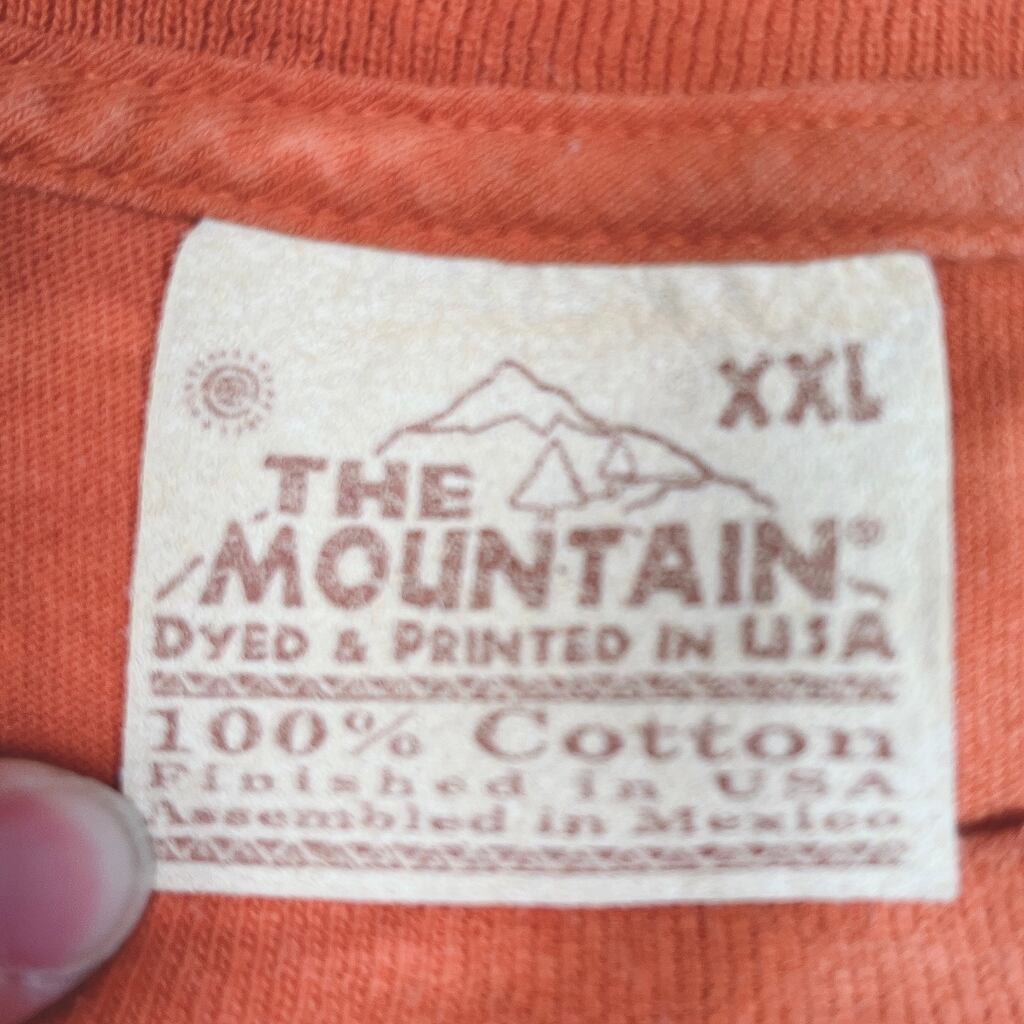 XXL
THE
MOUNTAIN®
DYED & PRINTED IN USA
100% Cotton
Finished in USA
Assembled in Mexico